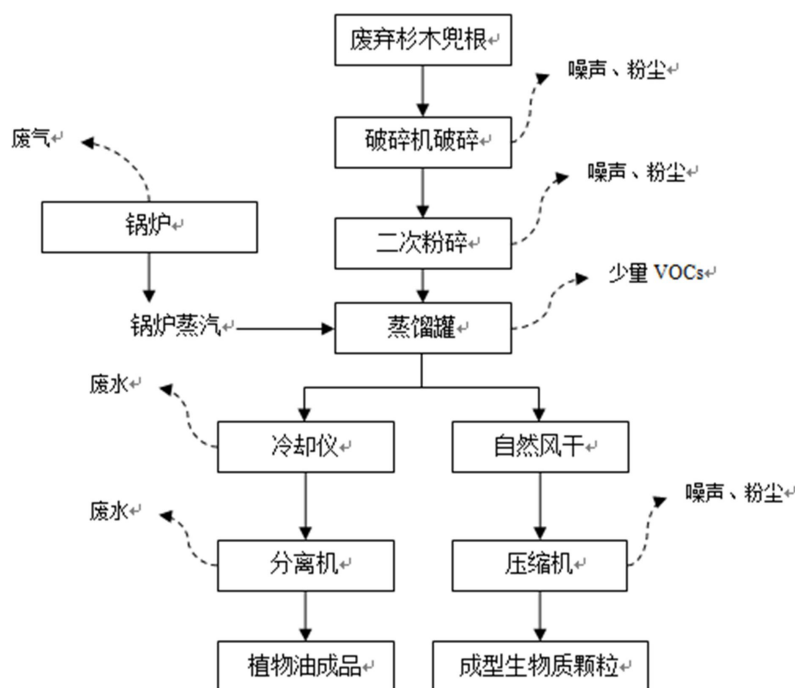 废弃杉木兜根
噪声、粉尘
破碎机破碎
废气
噪声、粉尘
锅炉
二次粉碎
少量 VOCs
锅炉蒸汽
蒸馏罐
废水
冷却仪
自然风干
噪声、粉尘
废水
分离机
压缩机
植物油成品
成型生物质颗粒